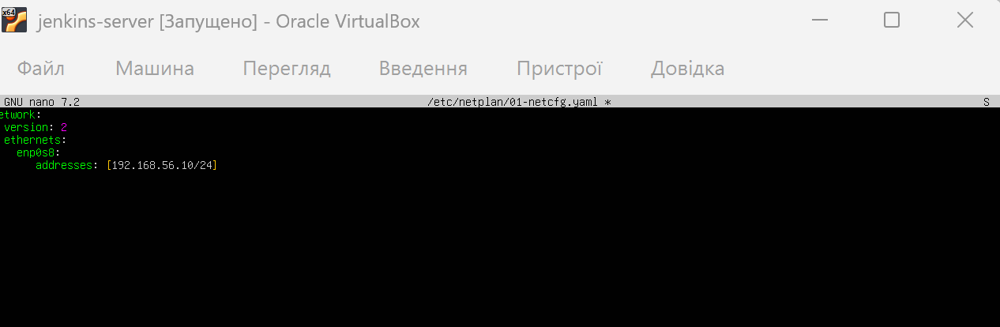 x64
jenkins-server [Запущено] - Oracle VirtualBox
Файл Машина Перегляд Введення Пристрої Довідка
GNU nano 7.2 /etc/netplan/01-netcfg.yaml * S
etwork:
version: 2
ethernets:
enp0s8:
addresses: [192.168.56.10/24]